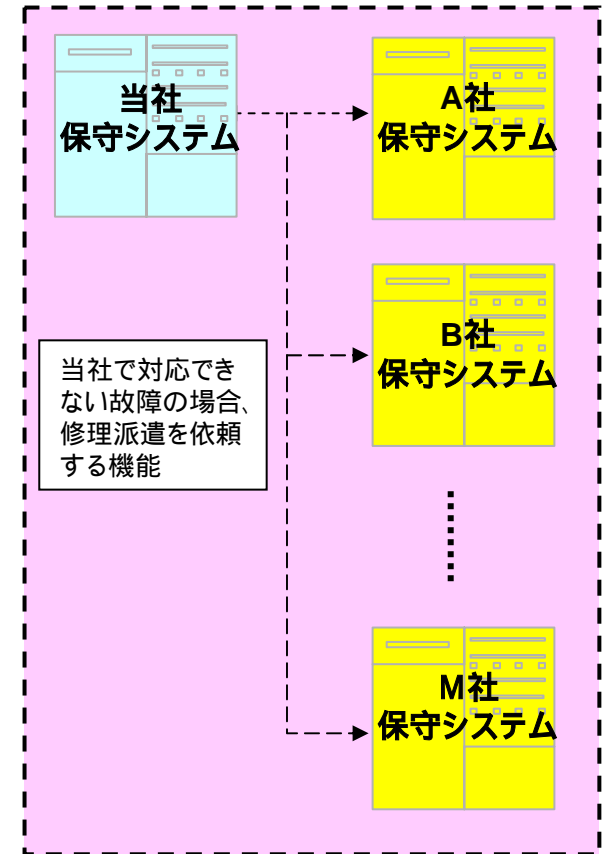 当社
保守システム
A社
保守システム
B社
保守システム
当社で対応でき
ない故障の場合、
修理派遣を依頼
する機能
M社
保守システム